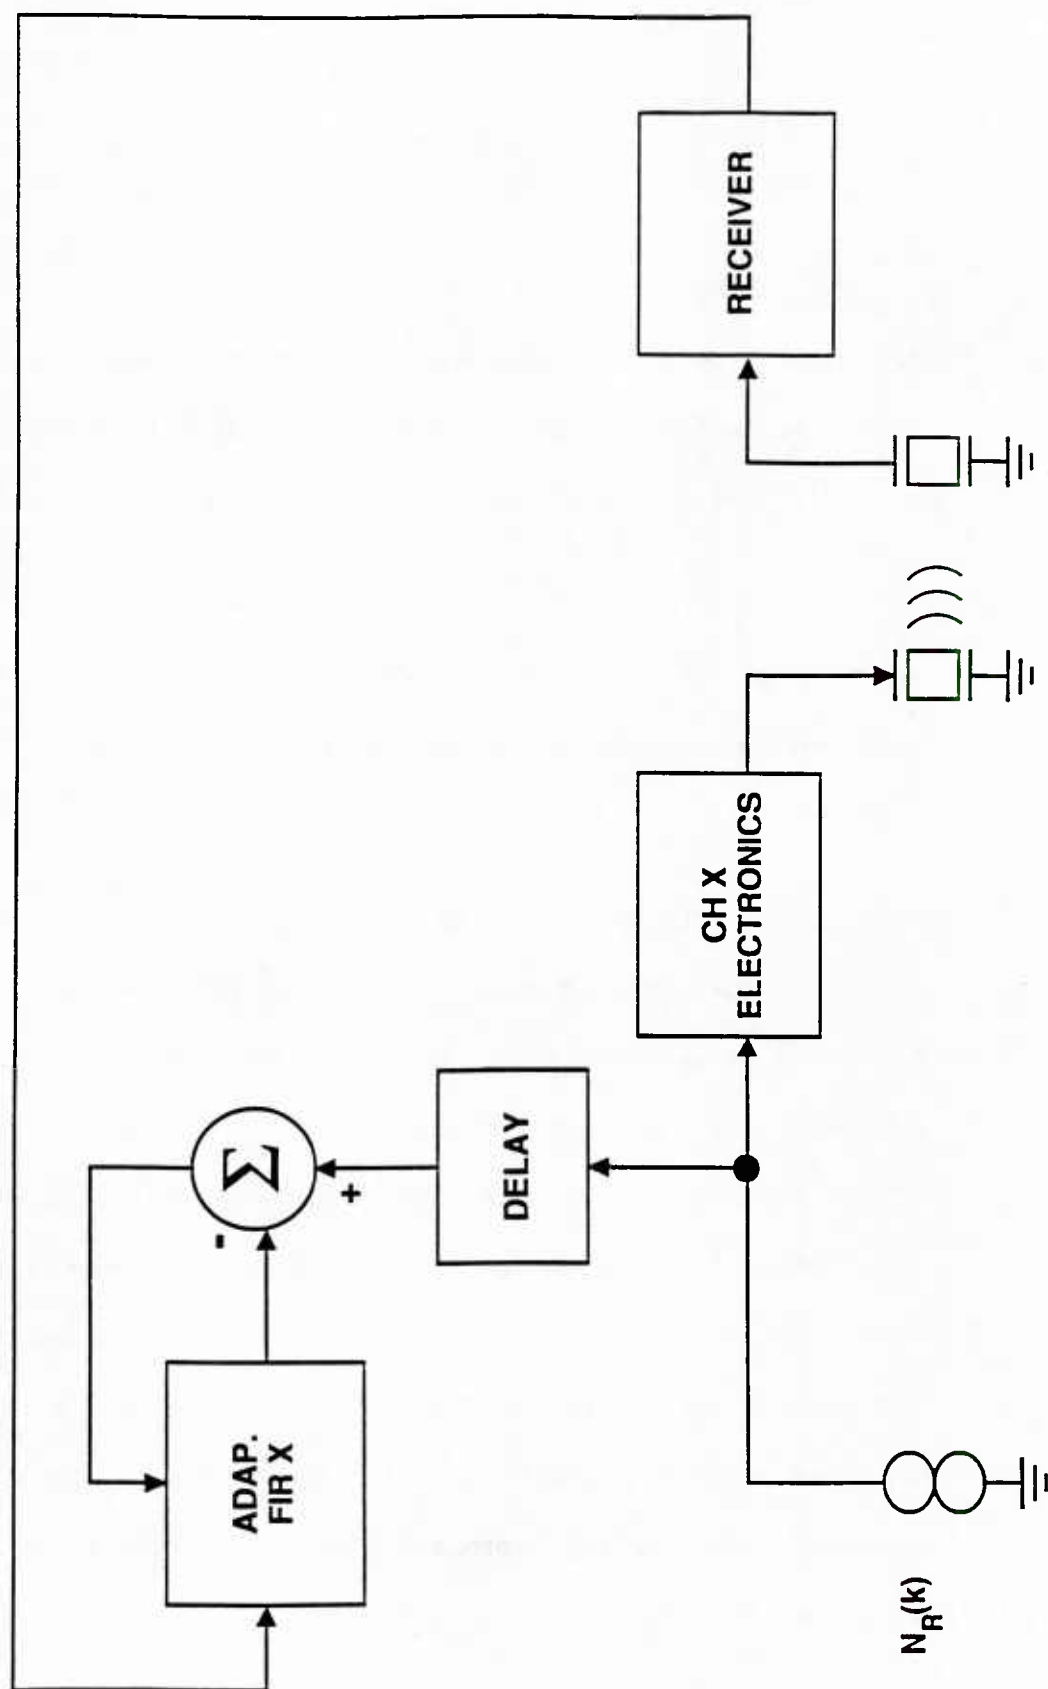 ADAP.
FIR X
-
Σ
+
DELAY
N_R(k)
CH X
ELECTRONICS
RECEIVER